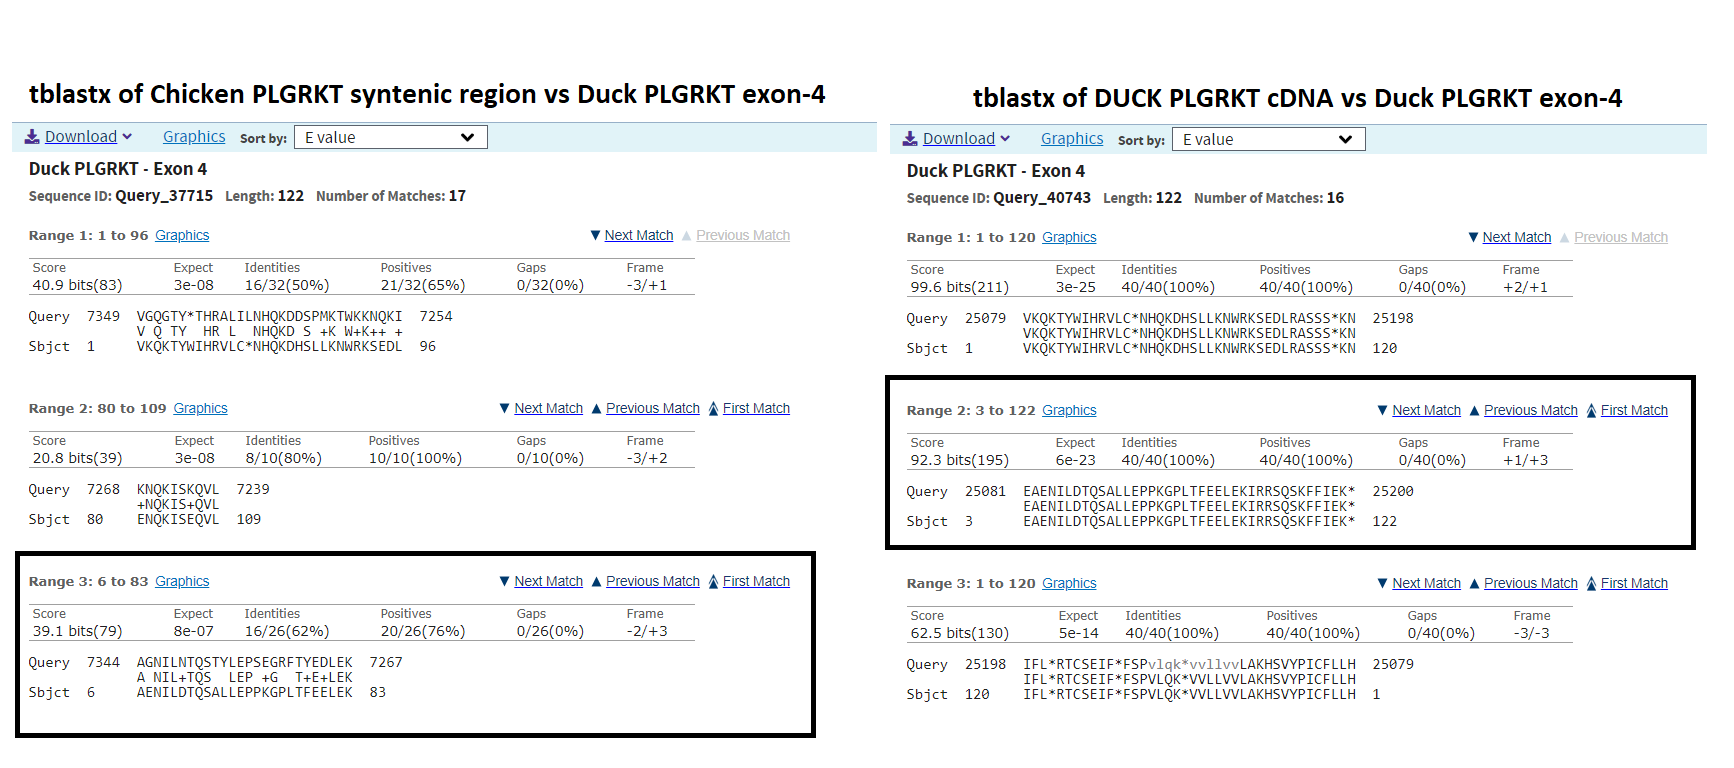 tblastx of Chicken PLGRKT syntenic region vs Duck PLGRKT exon-4
Download Graphics Sort by: E value
Duck PLGRKT - Exon 4
Sequence ID: Query_37715 Length: 122 Number of Matches: 17
Range 1: 1 to 96 Graphics Next Match Previous Match
Score Expect Identities Positives Gaps Frame
40.9 bits(83) 3e-08 16/32(50%) 21/32(65%) 0/32(0%) -3/+1
Query 7349 VGQGTY*THRALILNHQKDDSPMKTWKKNQKI 7254
V Q TY  HR L  NHQKD S +K W+K++ +
Sbjct 1 VKQKTYWIHRVLC*NHQKDHSLLKNWRKSEDL 96
Range 2: 80 to 109 Graphics Next Match Previous Match First Match
Score Expect Identities Positives Gaps Frame
20.8 bits(39) 3e-08 8/10(80%) 10/10(100%) 0/10(0%) -3/+2
Query 7268 KNQKISKQVL 7239
+NQKIS+QVL
Sbjct 80 ENQKISEQVL 109
Range 3: 6 to 83 Graphics Next Match Previous Match First Match
Score Expect Identities Positives Gaps Frame
39.1 bits(79) 8e-07 16/26(62%) 20/26(76%) 0/26(0%) -2/+3
Query 7344 AGNILNTQSTYLEPSEGRFTYEDLEK 7267
A NIL+TQS  LEP +G  T+E+LEK
Sbjct 6 AENILDTQSALLEPPKGPLTFEELEK 83
tblastx of DUCK PLGRKT cDNA vs Duck PLGRKT exon-4
Download Graphics Sort by: E value
Duck PLGRKT - Exon 4
Sequence ID: Query_40743 Length: 122 Number of Matches: 16
Range 1: 1 to 120 Graphics Next Match Previous Match
Score Expect Identities Positives Gaps Frame
99.6 bits(211) 3e-25 40/40(100%) 40/40(100%) 0/40(0%) +2/+1
Query 25079 VKQKTYWIHRVLC*NHQKDHSLLKNWRKSEDLRASSS*KN 25198
VKQKTYWIHRVLC*NHQKDHSLLKNWRKSEDLRASSS*KN
Sbjct 1 VKQKTYWIHRVLC*NHQKDHSLLKNWRKSEDLRASSS*KN 120
Range 2: 3 to 122 Graphics Next Match Previous Match First Match
Score Expect Identities Positives Gaps Frame
92.3 bits(195) 6e-23 40/40(100%) 40/40(100%) 0/40(0%) +1/+3
Query 25081 EAENILDTQSALLEPPKGPLTFEELEKIRRSQSKFFIEK* 25200
EAENILDTQSALLEPPKGPLTFEELEKIRRSQSKFFIEK*
Sbjct 3 EAENILDTQSALLEPPKGPLTFEELEKIRRSQSKFFIEK* 122
Range 3: 1 to 120 Graphics Next Match Previous Match First Match
Score Expect Identities Positives Gaps Frame
62.5 bits(130) 5e-14 40/40(100%) 40/40(100%) 0/40(0%) -3/-3
Query 25198 IFL*RTCSEIF*FSPvlqk*vvllvvLAKHSVYPICFLLH 25079
IFL*RTCSEIF*FSPVLQK*VVLLVVLAKHSVYPICFLLH
Sbjct 120 IFL*RTCSEIF*FSPVLQK*VVLLVVLAKHSVYPICFLLH 1